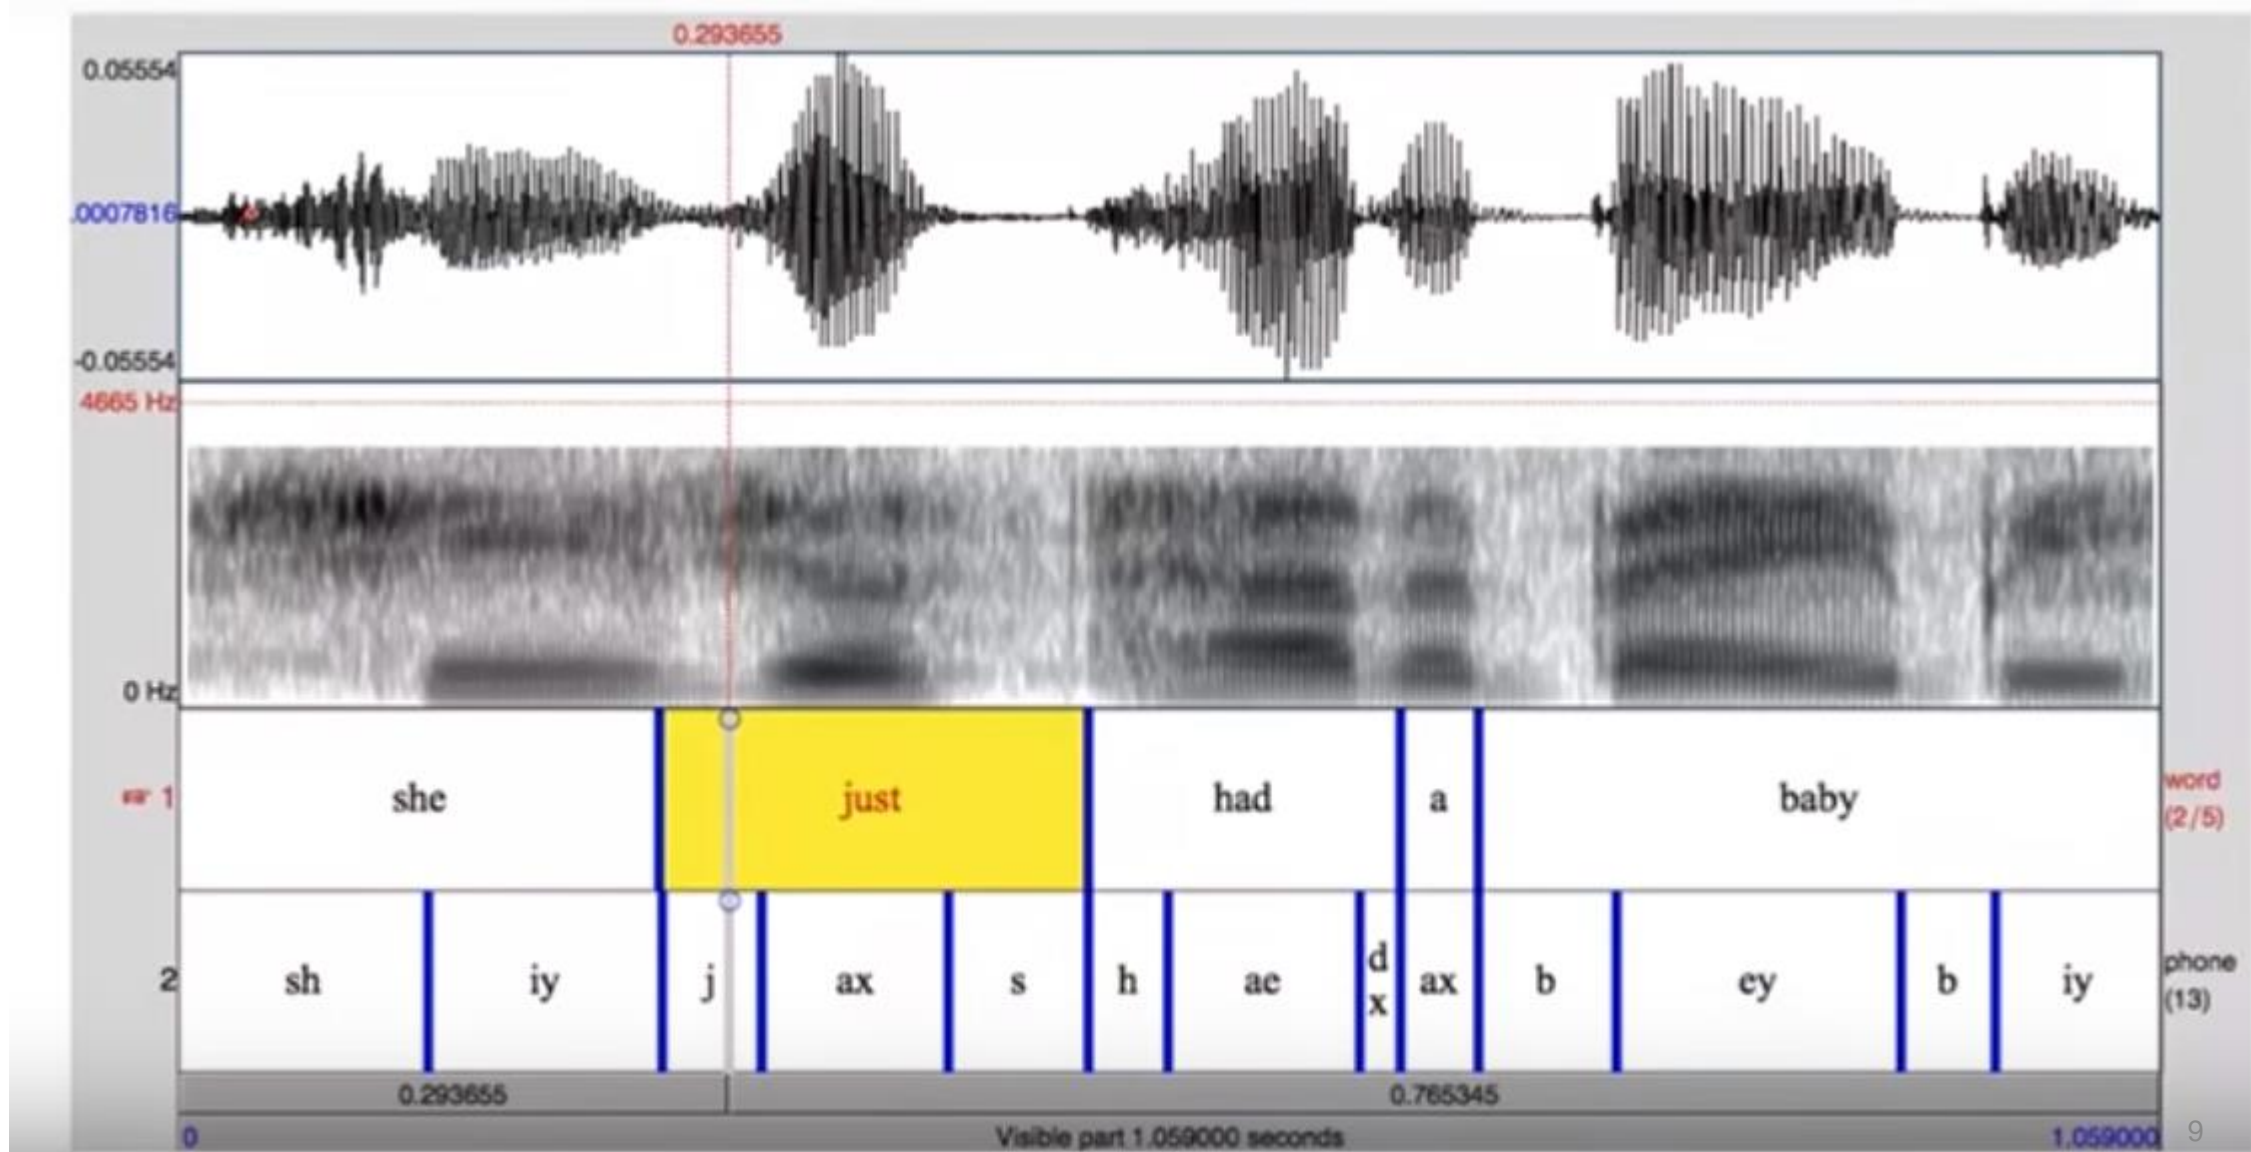 0.293655
0.05554
.0007816
-0.05554
4665 Hz
0 Hz
1 she just had a baby word (2/5)
2 sh iy j ax s h ae dx ax b ey b iy phone (13)
0.293655 0.765345
0 Visible part 1.059000 seconds 1.059000
9